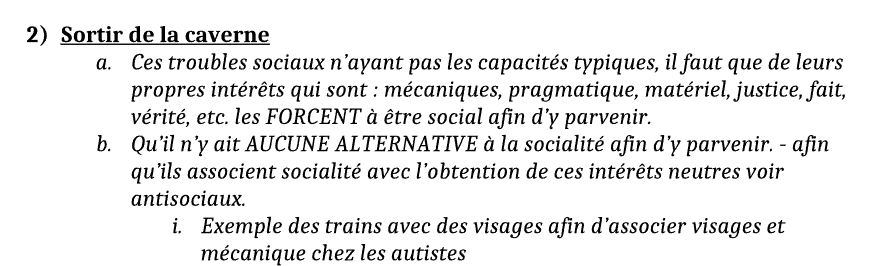 2) Sortir de la caverne
a. Ces troubles sociaux n’ayant pas les capacités typiques, il faut que de leurs
propres intérêts qui sont : mécaniques, pragmatique, matériel, justice, fait,
vérité, etc. les FORCENT à être social afin d’y parvenir.
b. Qu’il n’y ait AUCUNE ALTERNATIVE à la socialité afin d’y parvenir. - afin
qu’ils associent socialité avec l’obtention de ces intérêts neutres voir
antisociaux.
i. Exemple des trains avec des visages afin d’associer visages et
mécanique chez les autistes